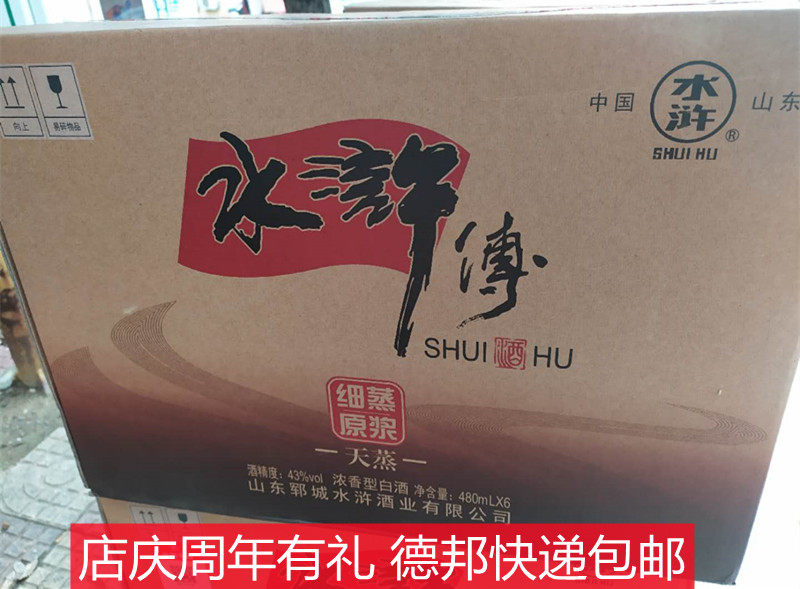 向上
易碎物品
中国
水浒
®
山东
SHUI HU
水浒
傳
SHUI 酒 HU
细蒸
原浆
天蒸
酒精度: 43%vol 浓香型白酒 净含量: 480mLX6
山东郓城水浒酒业有限公司
店庆周年有礼 德邦快递包邮